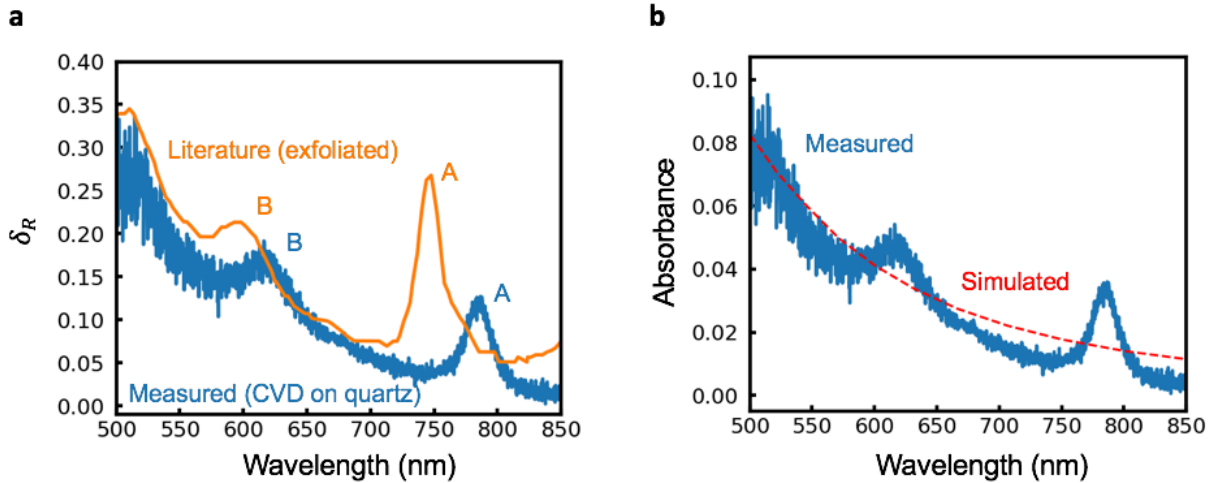 a
0.40
0.35
0.30
0.25
0.20
0.15
0.10
0.05
0.00
δR
Literature (exfoliated)
A
B
B
A
Measured (CVD on quartz)
500 550 600 650 700 750 800 850
Wavelength (nm)
b
0.10
0.08
0.06
0.04
0.02
0.00
Absorbance
Measured
Simulated
500 550 600 650 700 750 800 850
Wavelength (nm)